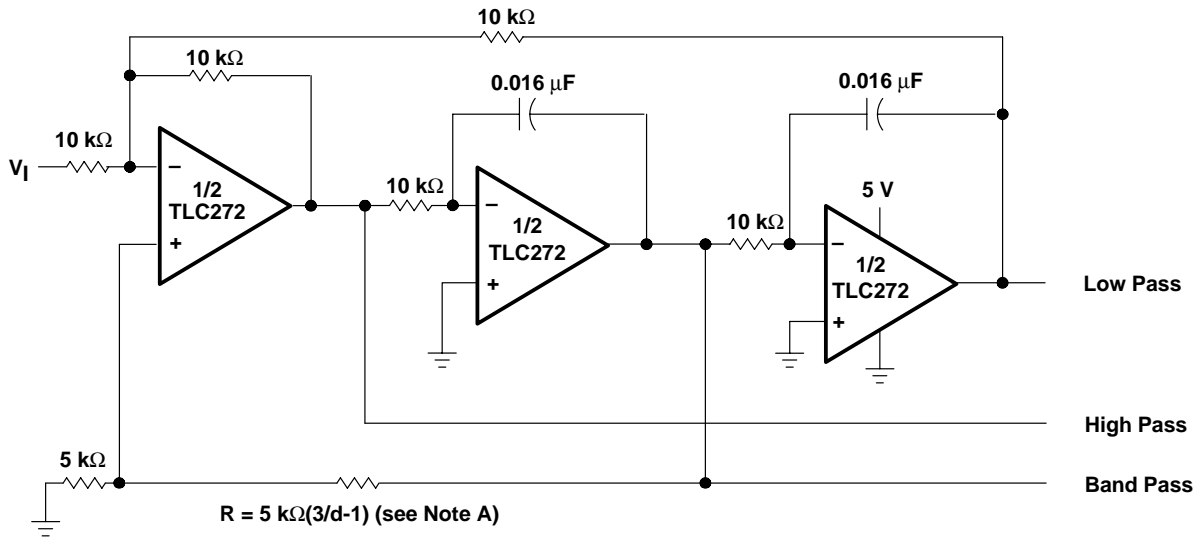 10 kΩ
10 kΩ
0.016 μF
0.016 μF
10 kΩ
VI
−
1/2
TLC272
+
10 kΩ
−
1/2
TLC272
+
10 kΩ
5 V
−
1/2
TLC272
+
Low Pass
High Pass
5 kΩ
Band Pass
R = 5 kΩ(3/d-1) (see Note A)